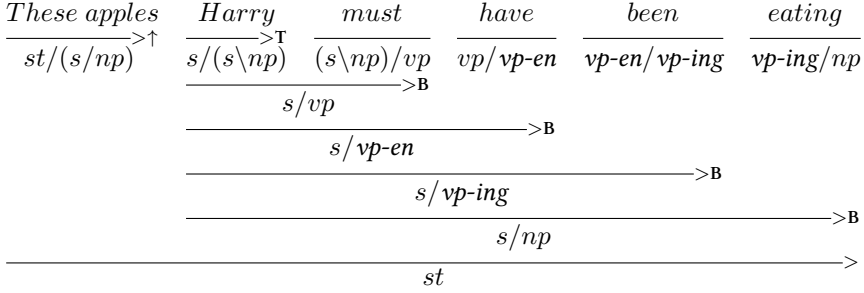 These apples Harry must have been eating
>↑ >T
st/(s/np) s/(s\np) (s\np)/vp vp/vp-en vp-en/vp-ing vp-ing/np
>B
s/vp
>B
s/vp-en
>B
s/vp-ing
>B
s/np
>
st